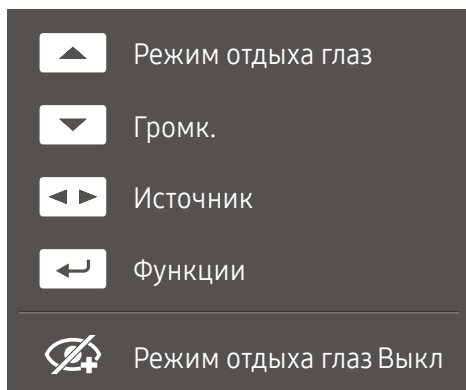 Режим отдыха глаз
Громк.
Источник
Функции
Режим отдыха глаз Выкл